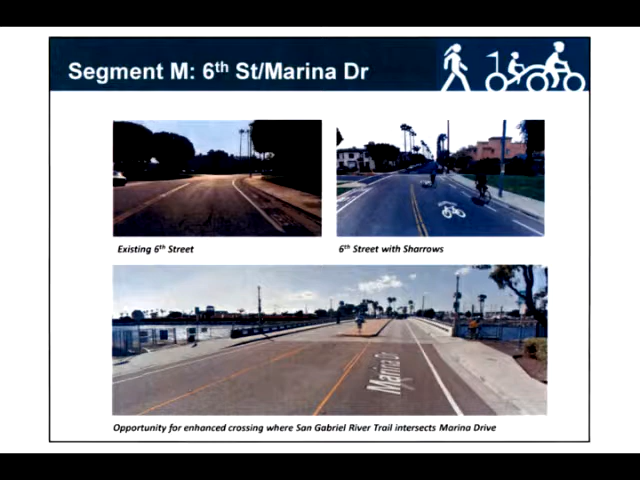 Segment M: 6th St/Marina Dr
Existing 6th Street
6th Street with Sharrows
Marina Dr
Opportunity for enhanced crossing where San Gabriel River Trail intersects Marina Drive